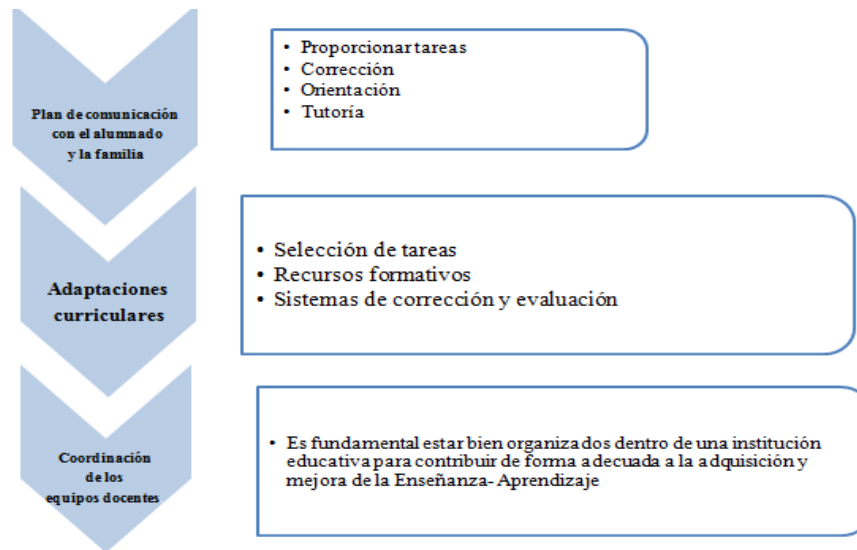 Plan de comunicación
con el alumnado
y la familia
• Proporcionar tareas
• Corrección
• Orientación
• Tutoría
Adaptaciones
curriculares
• Selección de tareas
• Recursos formativos
• Sistemas de corrección y evaluación
Coordinación
de los
equipos docentes
• Es fundamental estar bien organizados dentro de una institución
educativa para contribuir de forma adecuada a la adquisición y
mejora de la Enseñanza- Aprendizaje